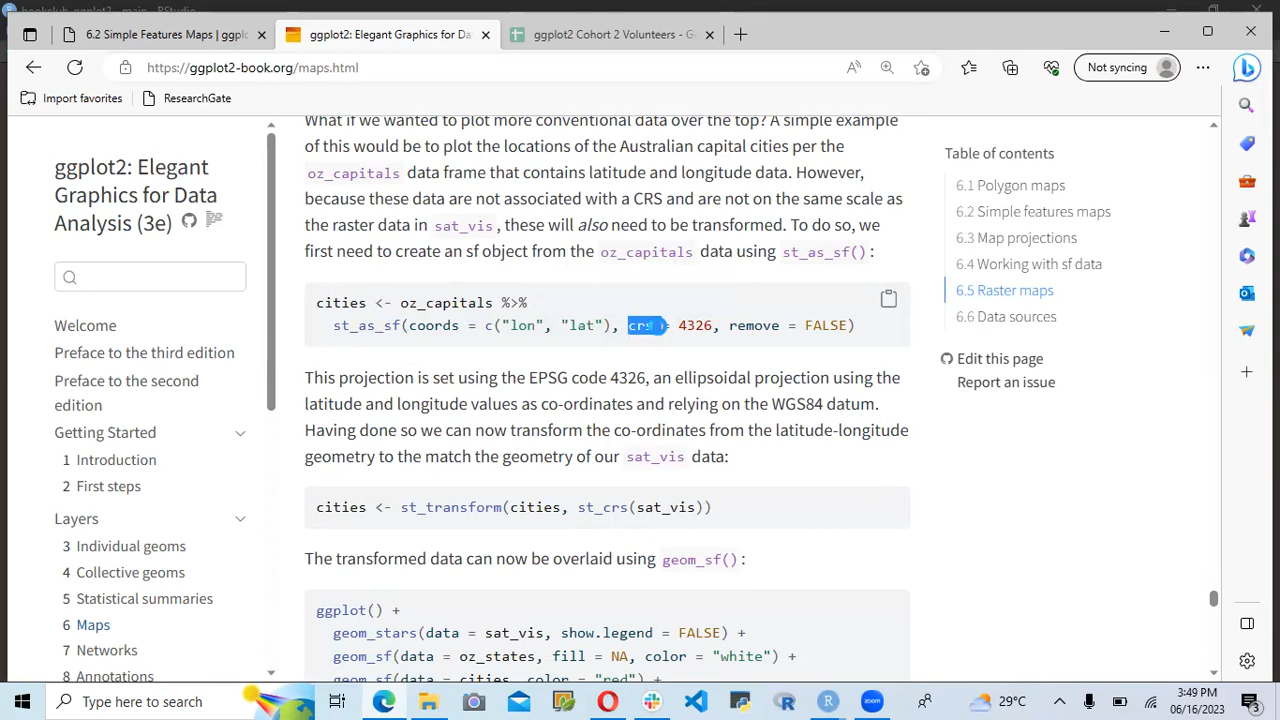 bookclub_ggplot2 - main - RStudio
6.2 Simple Features Maps | ggplo
ggplot2: Elegant Graphics for Da
ggplot2 Cohort 2 Volunteers - Go
https://ggplot2-book.org/maps.html
Not syncing
Import favorites
ResearchGate
ggplot2: Elegant
Graphics for Data
Analysis (3e)
Welcome
Preface to the third edition
Preface to the second
edition
Getting Started
1 Introduction
2 First steps
Layers
3 Individual geoms
4 Collective geoms
5 Statistical summaries
6 Maps
7 Networks
8 Annotations
What if we wanted to plot more conventional data over the top? A simple example
of this would be to plot the locations of the Australian capital cities per the
oz_capitals data frame that contains latitude and longitude data. However,
because these data are not associated with a CRS and are not on the same scale as
the raster data in sat_vis, these will also need to be transformed. To do so, we
first need to create an sf object from the oz_capitals data using st_as_sf():
cities <- oz_capitals %>%
st_as_sf(coords = c("lon", "lat"), crs = 4326, remove = FALSE)
This projection is set using the EPSG code 4326, an ellipsoidal projection using the
latitude and longitude values as co-ordinates and relying on the WGS84 datum.
Having done so we can now transform the co-ordinates from the latitude-longitude
geometry to the match the geometry of our sat_vis data:
cities <- st_transform(cities, st_crs(sat_vis))
The transformed data can now be overlaid using geom_sf():
ggplot() +
geom_stars(data = sat_vis, show.legend = FALSE) +
geom_sf(data = oz_states, fill = NA, color = "white") +
geom_sf(data = cities, color = "red") +
Table of contents
6.1 Polygon maps
6.2 Simple features maps
6.3 Map projections
6.4 Working with sf data
6.5 Raster maps
6.6 Data sources
Edit this page
Report an issue
Type here to search
29°C
3:49 PM
06/16/2023
3